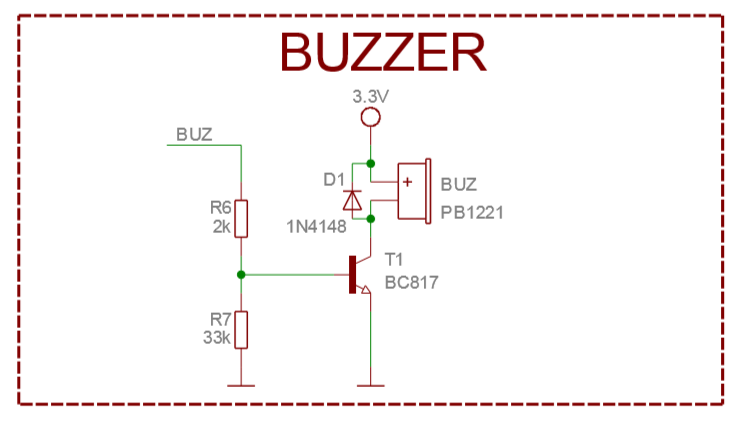 BUZZER
3.3V
BUZ
D1
+
BUZ
R6
2k
1N4148
PB1221
T1
BC817
R7
33k